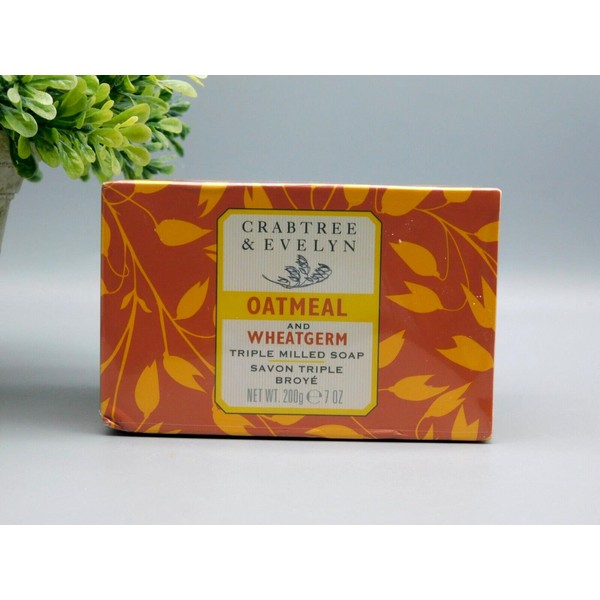 CRABTREE
& EVELYN
OATMEAL
AND
WHEATGERM
TRIPLE MILLED SOAP
SAVON TRIPLE
BROYÉ
NET WT. 200g ℮ 7 OZ